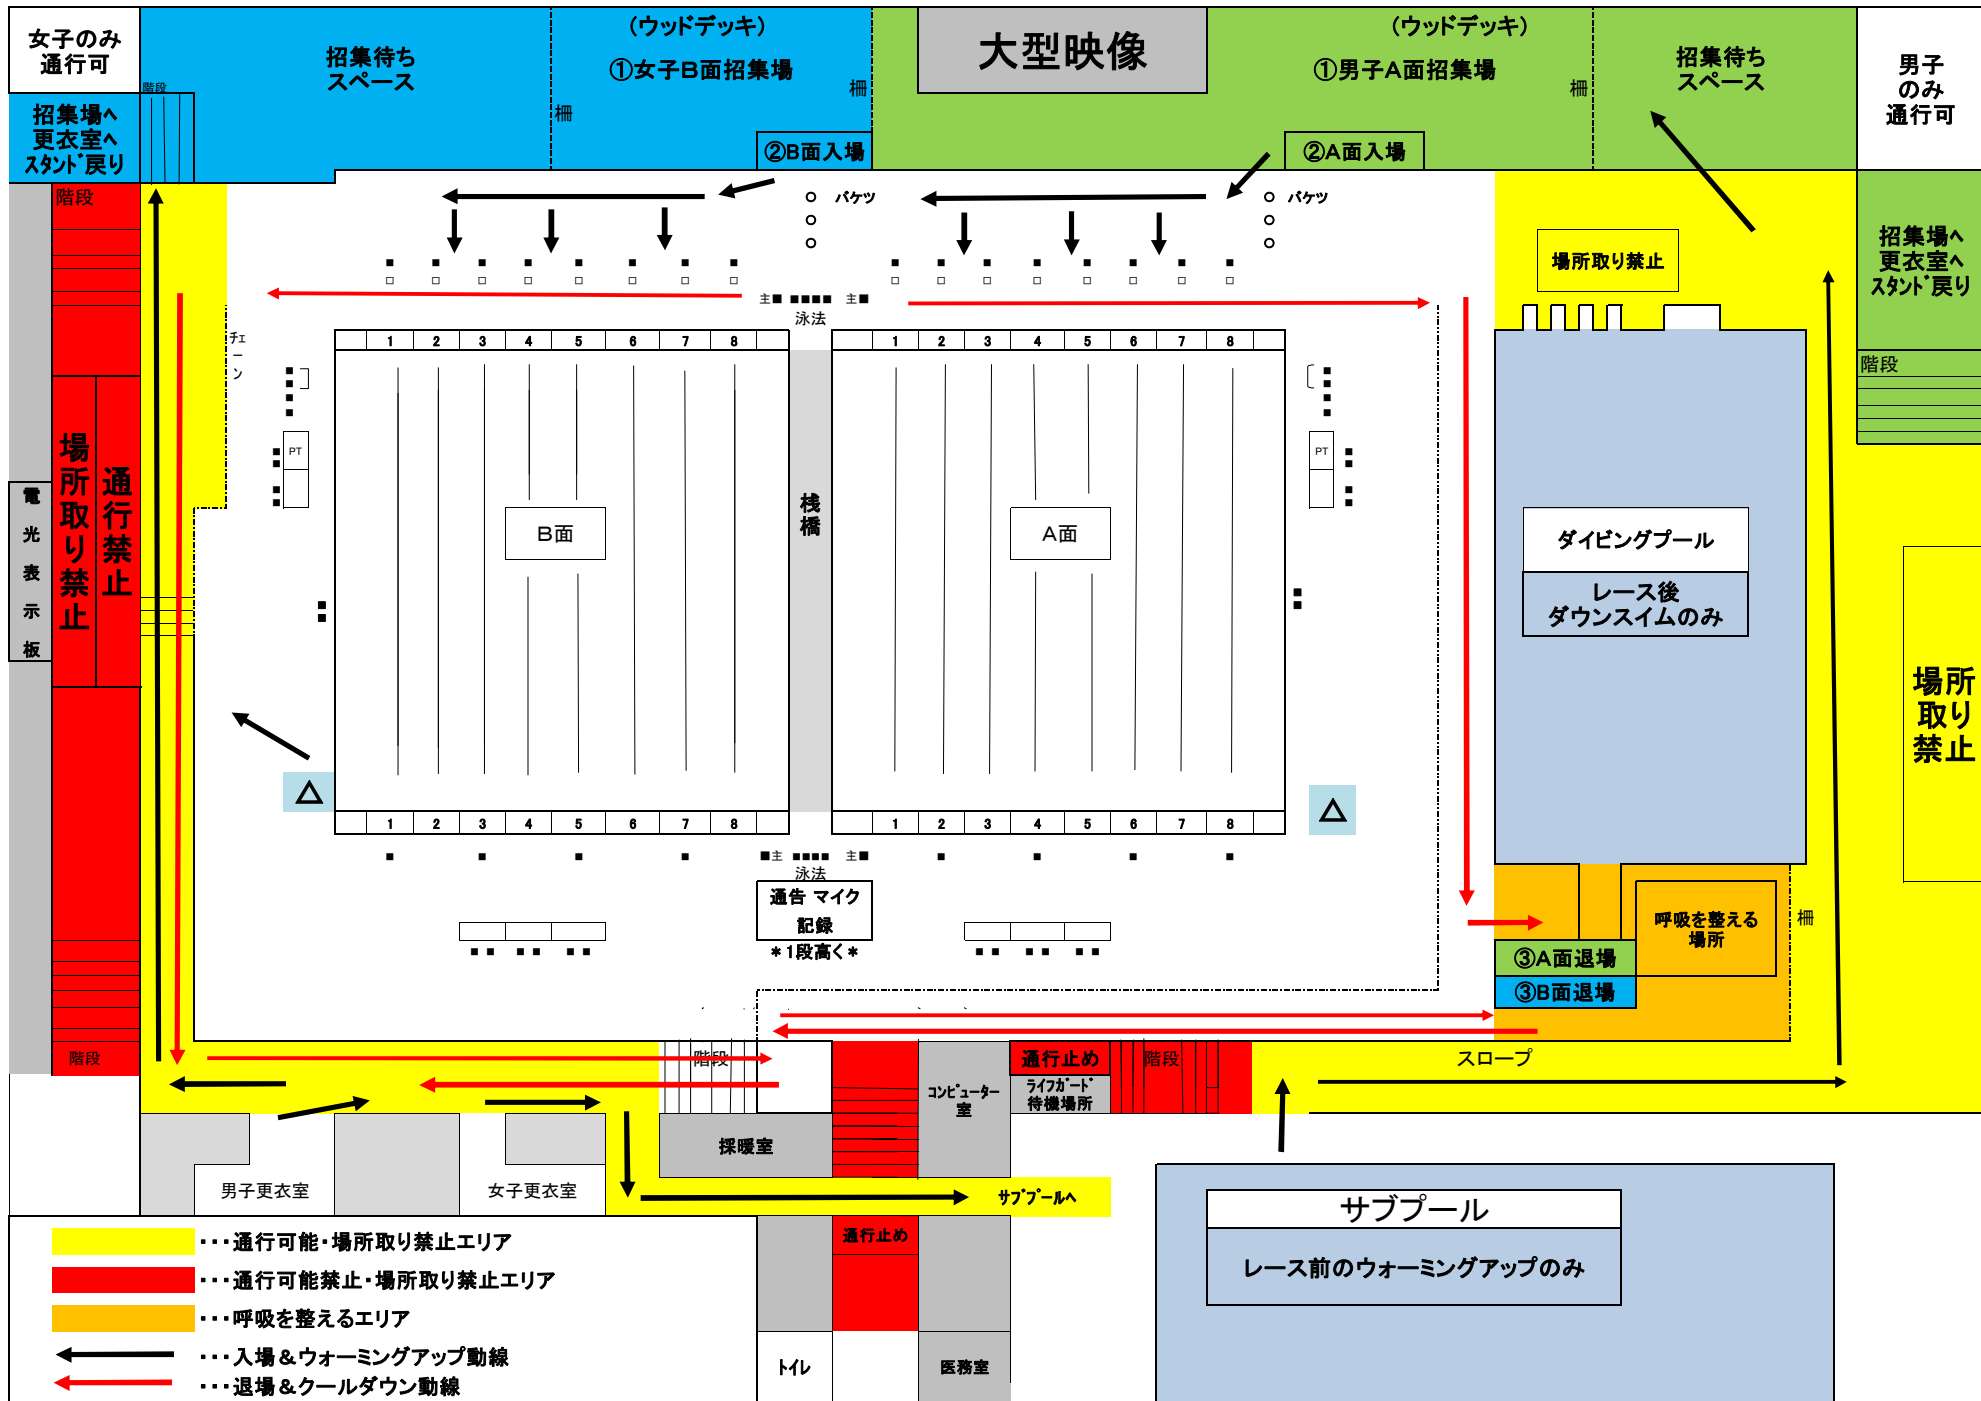 女子のみ
通行可
招集待ち
スペース
(ウッドデッキ)
①女子B面招集場
大型映像
(ウッドデッキ)
①男子A面招集場
招集待ち
スペース
男子
のみ
通行可
階段
柵
柵
柵
招集場へ
更衣室へ
スタンド戻り
②B面入場
②A面入場
階段
バケツ
バケツ
招集場へ
更衣室へ
スタンド戻り
場所取り禁止
主■ ■■■■ 主■
泳法
チェーン
1 2 3 4 5 6 7 8
1 2 3 4 5 6 7 8
階段
PT
PT
電光表示板
場所取り禁止
通行禁止
桟橋
B面
A面
ダイビングプール
レース後
ダウンスイムのみ
場所
取り
禁止
△
△
1 2 3 4 5 6 7 8
1 2 3 4 5 6 7 8
■主 ■■■■ 主■
泳法
通告 マイク
記録
*1段高く*
呼吸を整える
場所
柵
③A面退場
③B面退場
階段
階段
コンピューター
室
通行止め
ライフガード
待機場所
階段
スロープ
採暖室
男子更衣室
女子更衣室
サブプールへ
サブプール
レース前のウォーミングアップのみ
通行止め
トイレ
医務室
・・・通行可能・場所取り禁止エリア
・・・通行可能禁止・場所取り禁止エリア
・・・呼吸を整えるエリア
・・・入場&ウォーミングアップ動線
・・・退場&クールダウン動線